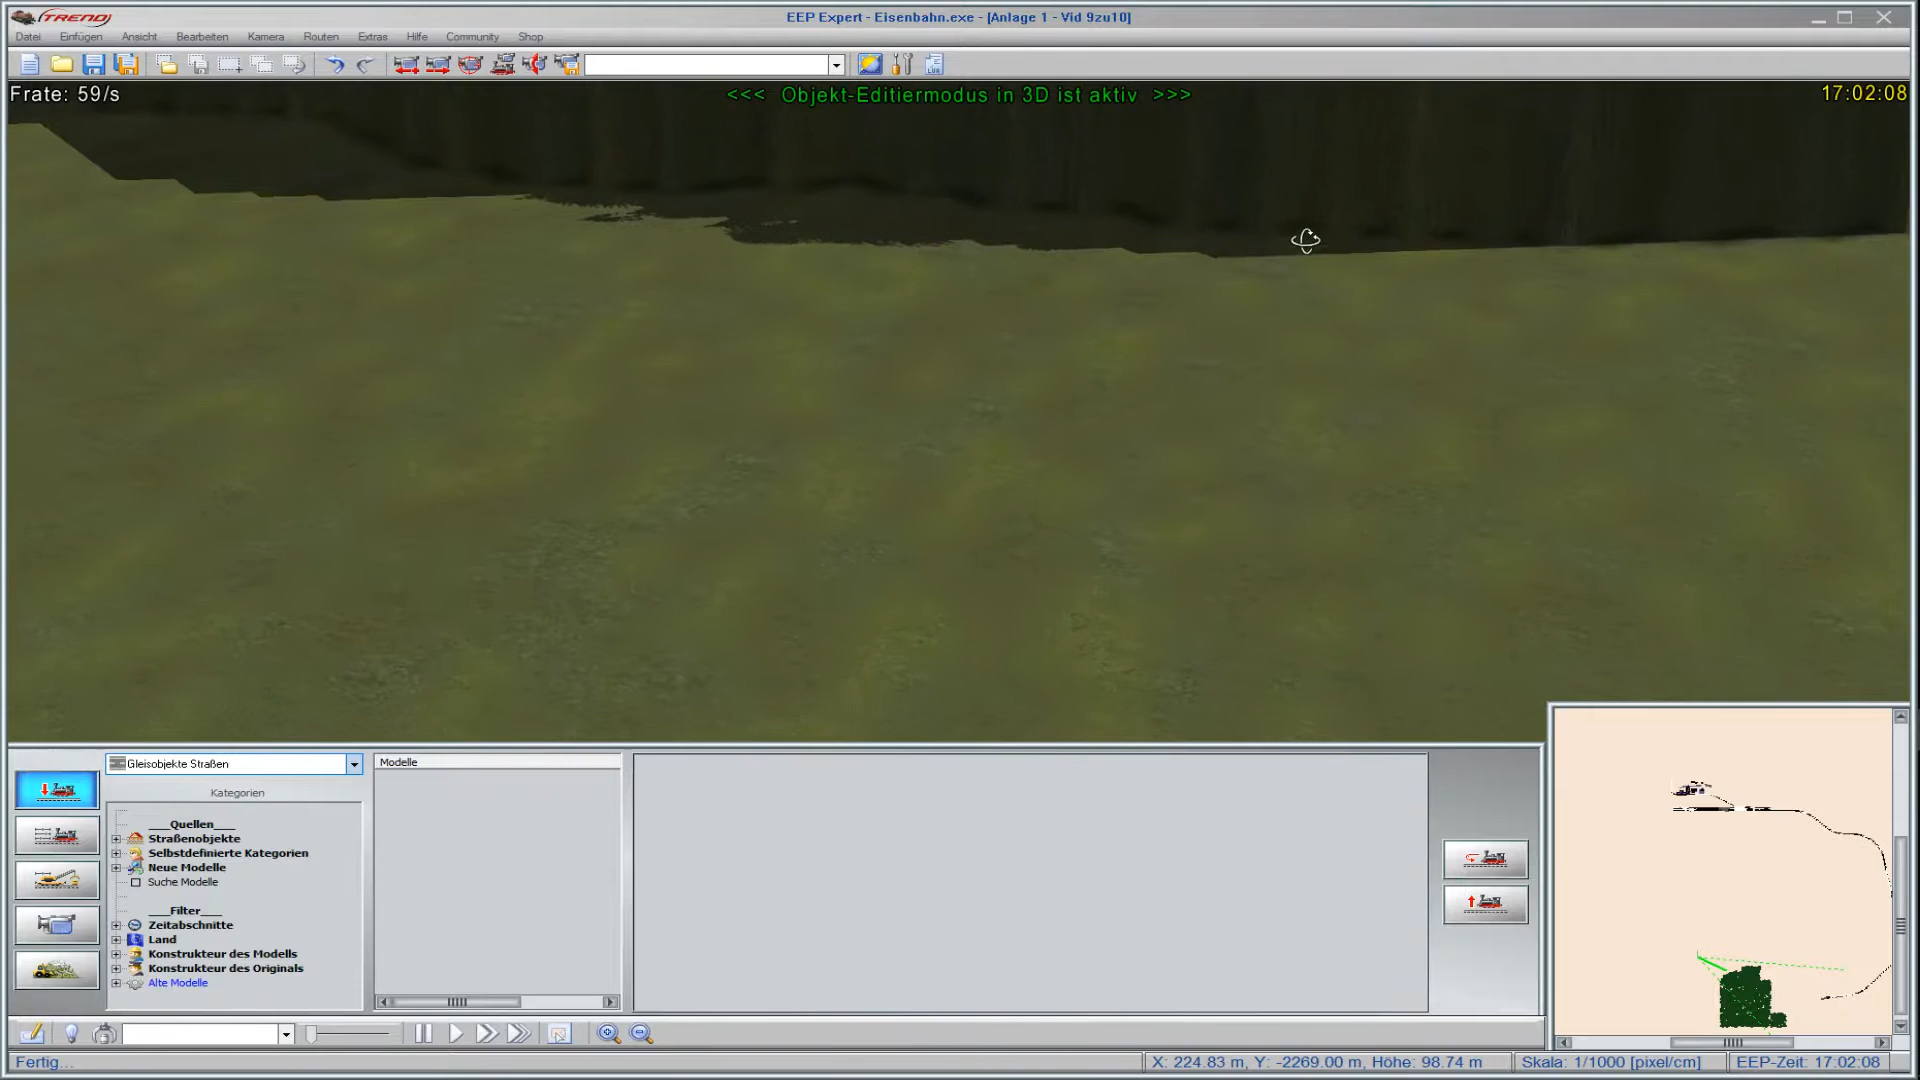 TREND
EEP Expert - Eisenbahn.exe - [Anlage 1 - Vid 9zu10]
Datei Einfügen Ansicht Bearbeiten Kamera Routen Extras Hilfe Community Shop
LUA
Frate: 59/s
<<< Objekt-Editiermodus in 3D ist aktiv >>>
17:02:08
Gleisobjekte Straßen
Kategorien
___Quellen___
Straßenobjekte
Selbstdefinierte Kategorien
Neue Modelle
Suche Modelle
___Filter___
Zeitabschnitte
Land
Konstrukteur des Modells
Konstrukteur des Originals
Alte Modelle
Modelle
Fertig...
X: 224.83 m, Y: -2269.00 m, Höhe: 98.74 m
Skala: 1/1000 [pixel/cm]
EEP-Zeit: 17:02:08